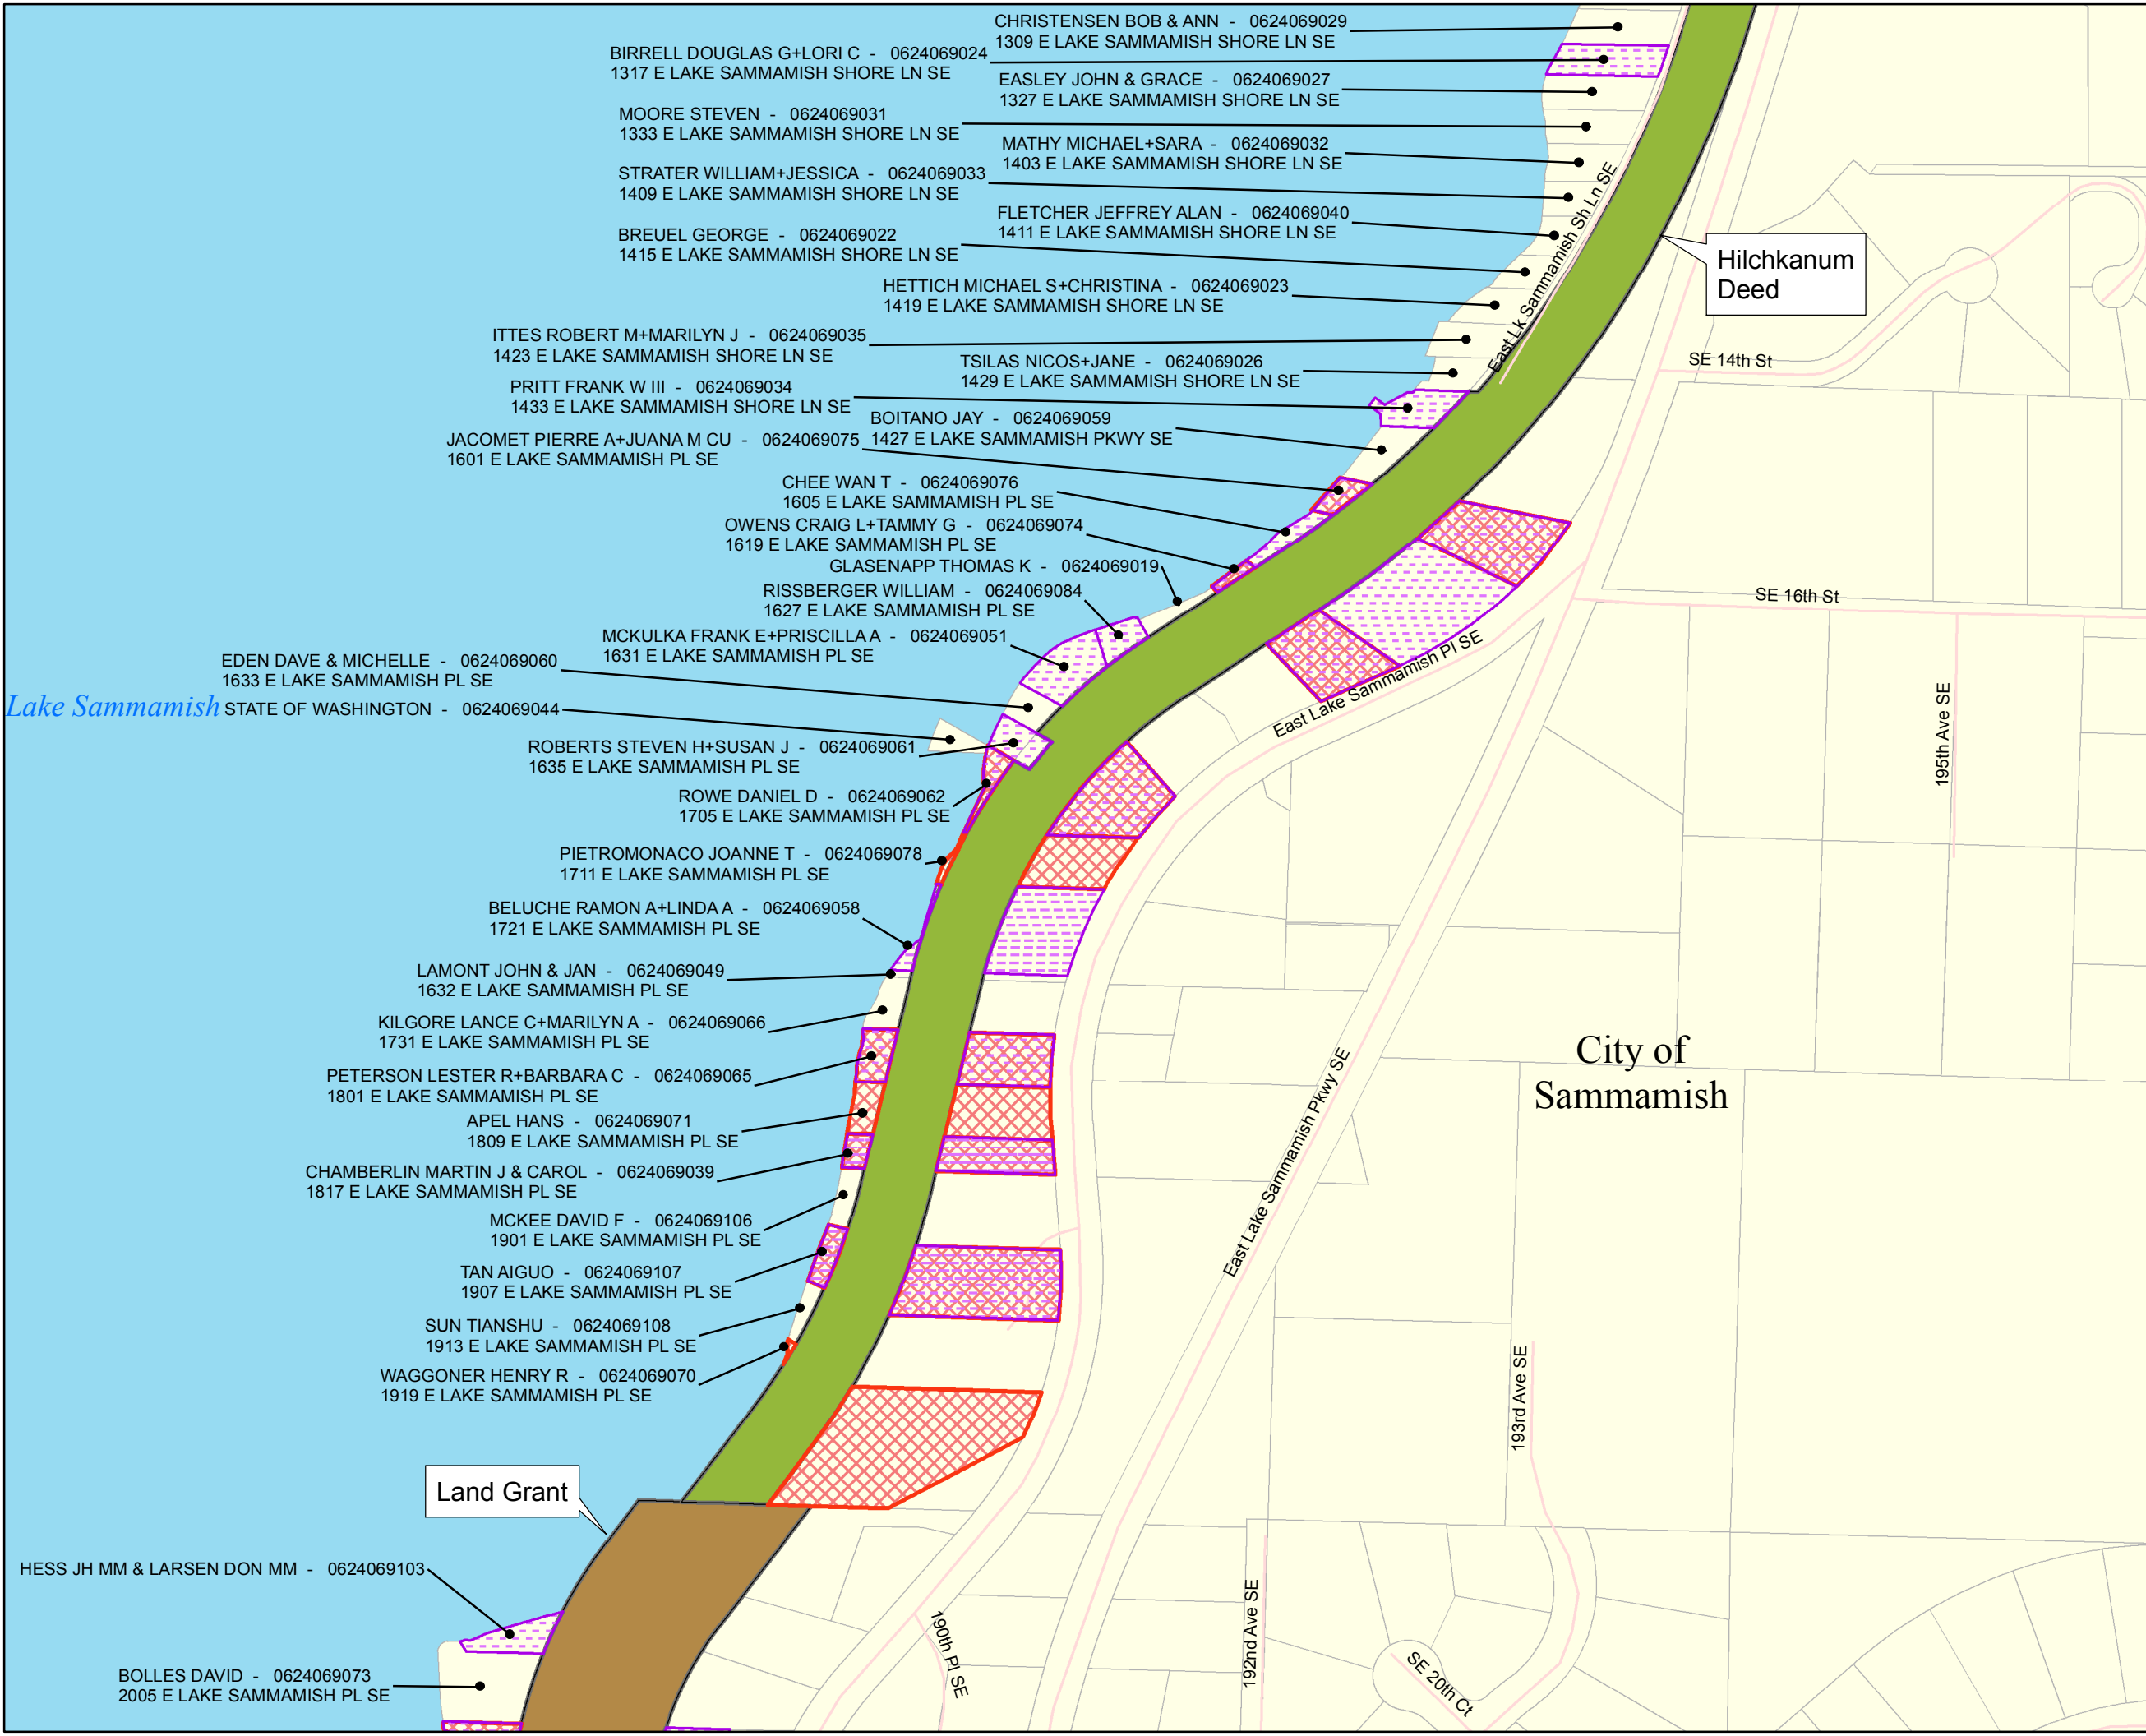 CHRISTENSEN BOB & ANN - 0624069029
1309 E LAKE SAMMAMISH SHORE LN SE
BIRRELL DOUGLAS G+LORI C - 0624069024
1317 E LAKE SAMMAMISH SHORE LN SE
EASLEY JOHN & GRACE - 0624069027
1327 E LAKE SAMMAMISH SHORE LN SE
MOORE STEVEN - 0624069031
1333 E LAKE SAMMAMISH SHORE LN SE
MATHY MICHAEL+SARA - 0624069032
1403 E LAKE SAMMAMISH SHORE LN SE
STRATER WILLIAM+JESSICA - 0624069033
1409 E LAKE SAMMAMISH SHORE LN SE
FLETCHER JEFFREY ALAN - 0624069040
1411 E LAKE SAMMAMISH SHORE LN SE
BREUEL GEORGE - 0624069022
1415 E LAKE SAMMAMISH SHORE LN SE
East Lk Sammamish Sh Ln SE
Hilchkanum
Deed
HETTICH MICHAEL S+CHRISTINA - 0624069023
1419 E LAKE SAMMAMISH SHORE LN SE
ITTES ROBERT M+MARILYN J - 0624069035
1423 E LAKE SAMMAMISH SHORE LN SE
SE 14th St
TSILAS NICOS+JANE - 0624069026
1429 E LAKE SAMMAMISH SHORE LN SE
PRITT FRANK W III - 0624069034
1433 E LAKE SAMMAMISH SHORE LN SE
BOITANO JAY - 0624069059
1427 E LAKE SAMMAMISH PKWY SE
JACOMET PIERRE A+JUANA M CU - 0624069075
1601 E LAKE SAMMAMISH PL SE
CHEE WAN T - 0624069076
1605 E LAKE SAMMAMISH PL SE
OWENS CRAIG L+TAMMY G - 0624069074
1619 E LAKE SAMMAMISH PL SE
GLASENAPP THOMAS K - 0624069019
RISSBERGER WILLIAM - 0624069084
1627 E LAKE SAMMAMISH PL SE
SE 16th St
MCKULKA FRANK E+PRISCILLA A - 0624069051
1631 E LAKE SAMMAMISH PL SE
East Lake Sammamish Pl SE
EDEN DAVE & MICHELLE - 0624069060
1633 E LAKE SAMMAMISH PL SE
Lake Sammamish
STATE OF WASHINGTON - 0624069044
195th Ave SE
ROBERTS STEVEN H+SUSAN J - 0624069061
1635 E LAKE SAMMAMISH PL SE
ROWE DANIEL D - 0624069062
1705 E LAKE SAMMAMISH PL SE
PIETROMONACO JOANNE T - 0624069078
1711 E LAKE SAMMAMISH PL SE
BELUCHE RAMON A+LINDA A - 0624069058
1721 E LAKE SAMMAMISH PL SE
LAMONT JOHN & JAN - 0624069049
1632 E LAKE SAMMAMISH PL SE
KILGORE LANCE C+MARILYN A - 0624069066
1731 E LAKE SAMMAMISH PL SE
City of
Sammamish
PETERSON LESTER R+BARBARA C - 0624069065
1801 E LAKE SAMMAMISH PL SE
APEL HANS - 0624069071
1809 E LAKE SAMMAMISH PL SE
East Lake Sammamish Pkwy SE
CHAMBERLIN MARTIN J & CAROL - 0624069039
1817 E LAKE SAMMAMISH PL SE
MCKEE DAVID F - 0624069106
1901 E LAKE SAMMAMISH PL SE
TAN AIGUO - 0624069107
1907 E LAKE SAMMAMISH PL SE
SUN TIANSHU - 0624069108
1913 E LAKE SAMMAMISH PL SE
WAGGONER HENRY R - 0624069070
1919 E LAKE SAMMAMISH PL SE
193rd Ave SE
Land Grant
HESS JH MM & LARSEN DON MM - 0624069103
190th Pl SE
192nd Ave SE
SE 20th Ct
BOLLES DAVID - 0624069073
2005 E LAKE SAMMAMISH PL SE